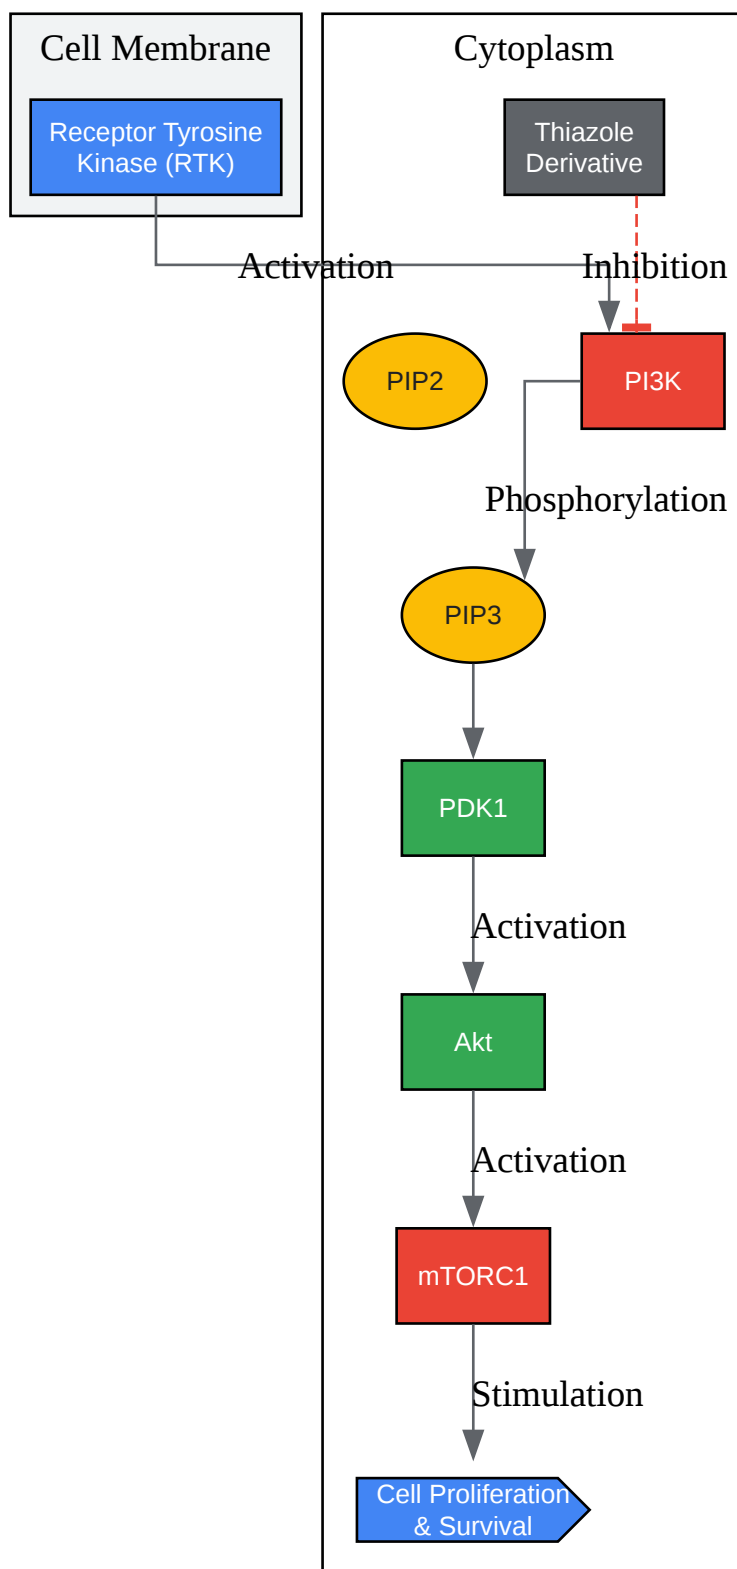 Cell Membrane
Cytoplasm
Receptor Tyrosine
Kinase (RTK)
Thiazole
Derivative
Activation
Inhibition
PIP2
PI3K
Phosphorylation
PIP3
PDK1
Activation
Akt
Activation
mTORC1
Stimulation
Cell Proliferation
& Survival